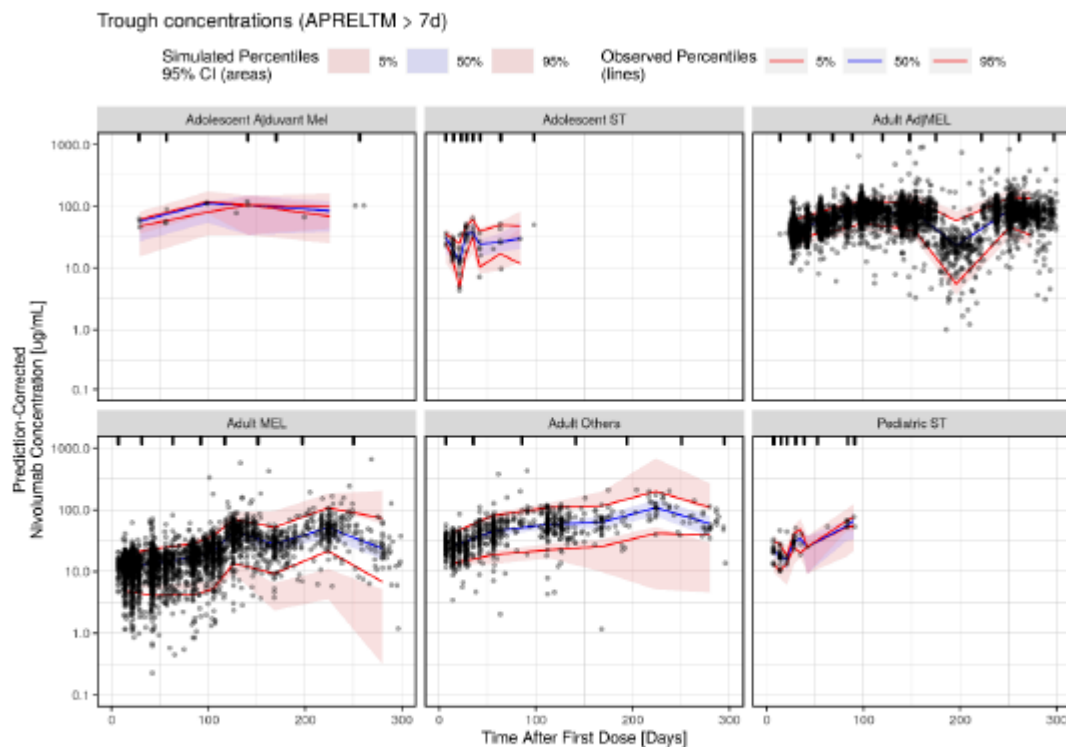 Trough concentrations (APRELTM > 7d)
Simulated Percentiles
95% CI (areas)
5%
50%
95%
Observed Percentiles
(lines)
5%
50%
95%
Adolescent Ajduvant Mel
Adolescent ST
Adult AdjMEL
1000.0
100.0
10.0
1.0
0.1
Adult MEL
Adult Others
Pediatric ST
1000.0
100.0
10.0
1.0
0.1
0 100 200 300
0 100 200 300
0 100 200 300
Prediction-Corrected
Nivolumab Concentration [ug/mL]
Time After First Dose [Days]